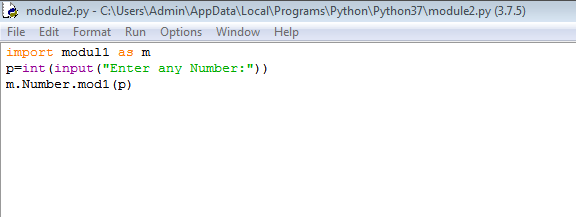 module2.py - C:\Users\Admin\AppData\Local\Programs\Python\Python37\module2.py (3.7.5)
File Edit Format Run Options Window Help
import modul1 as m
p=int(input("Enter any Number:"))
m.Number.mod1(p)